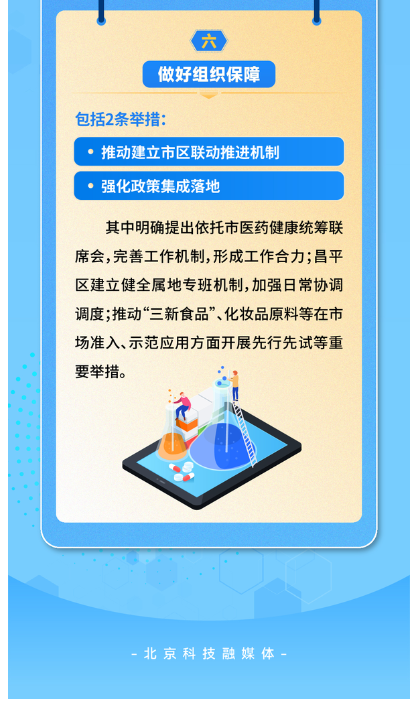 六
做好组织保障
包括2条举措：
• 推动建立市区联动推进机制
• 强化政策集成落地
其中明确提出依托市医药健康统筹联
席会，完善工作机制，形成工作合力；昌平
区建立健全属地专班机制，加强日常协调
调度；推动“三新食品”、化妆品原料等在市
场准入、示范应用方面开展先行先试等重
要举措。
–北京科技融媒体–